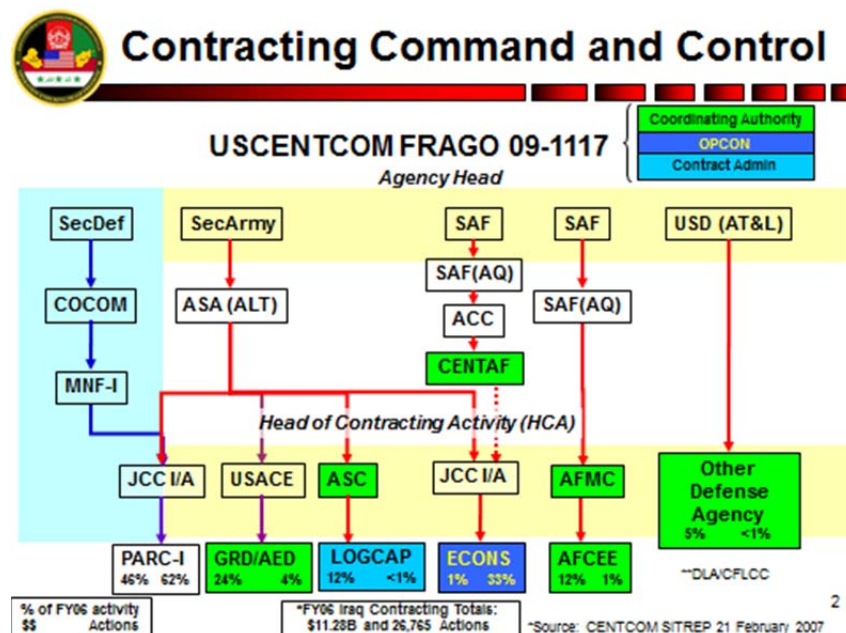 Contracting Command and Control
USCENTCOM FRAGO 09-1117
Coordinating Authority
OPCON
Contract Admin
Agency Head
SecDef
SecArmy
SAF
SAF
USD (AT&L)
SAF(AQ)
COCOM
ASA (ALT)
ACC
SAF(AQ)
CENTAF
MNF-I
Head of Contracting Activity (HCA)
JCC I/A
USACE
ASC
JCC I/A
AFMC
Other
Defense
Agency
5% <1%
PARC-I
46% 62%
GRD/AED
24% 4%
LOGCAP
12% <1%
ECONS
1% 33%
AFCEE
12% 1%
**DLA/CFLCC
2
% of FY06 activity
$$ Actions
*FY06 Iraq Contracting Totals:
$11.28B and 26,765 Actions
*Source: CENTCOM SITREP 21 February 2007